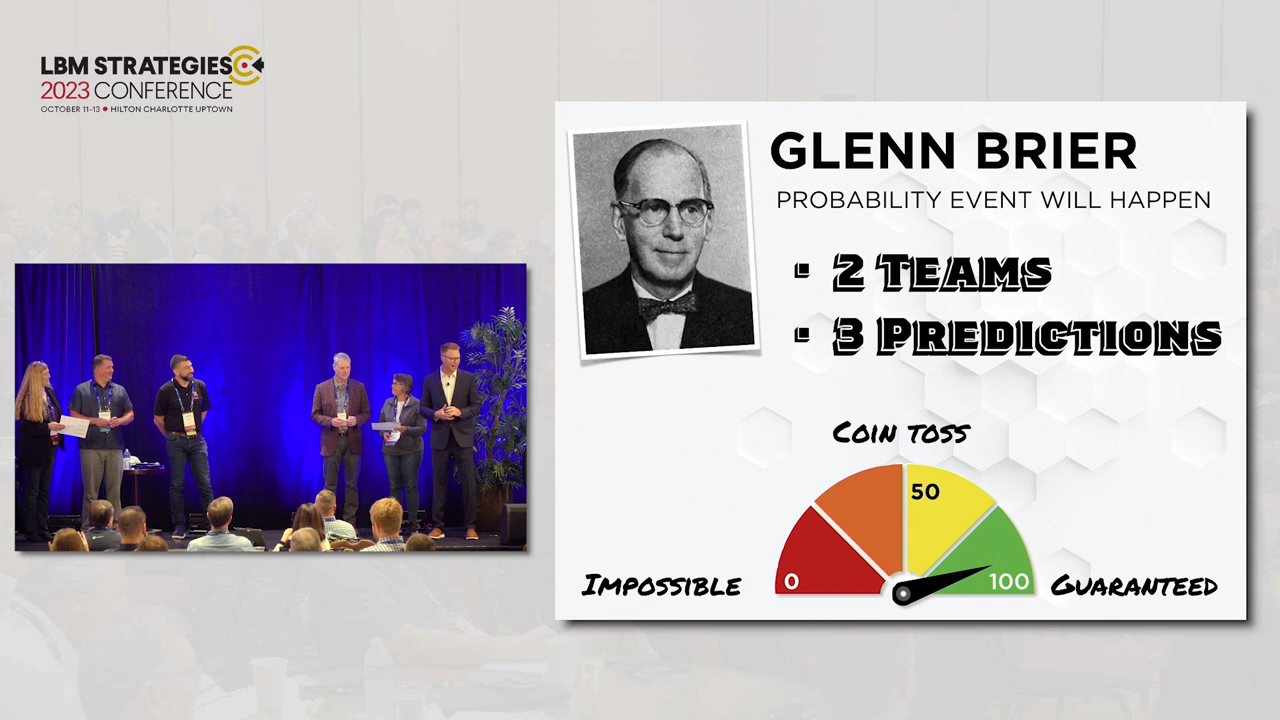 LBM STRATEGIES
2023 CONFERENCE
OCTOBER 11-13 • HILTON CHARLOTTE UPTOWN
GLENN BRIER
PROBABILITY EVENT WILL HAPPEN
▪ 2 TEAMS
▪ 3 PREDICTIONS
COIN TOSS
50
0
100
IMPOSSIBLE
GUARANTEED